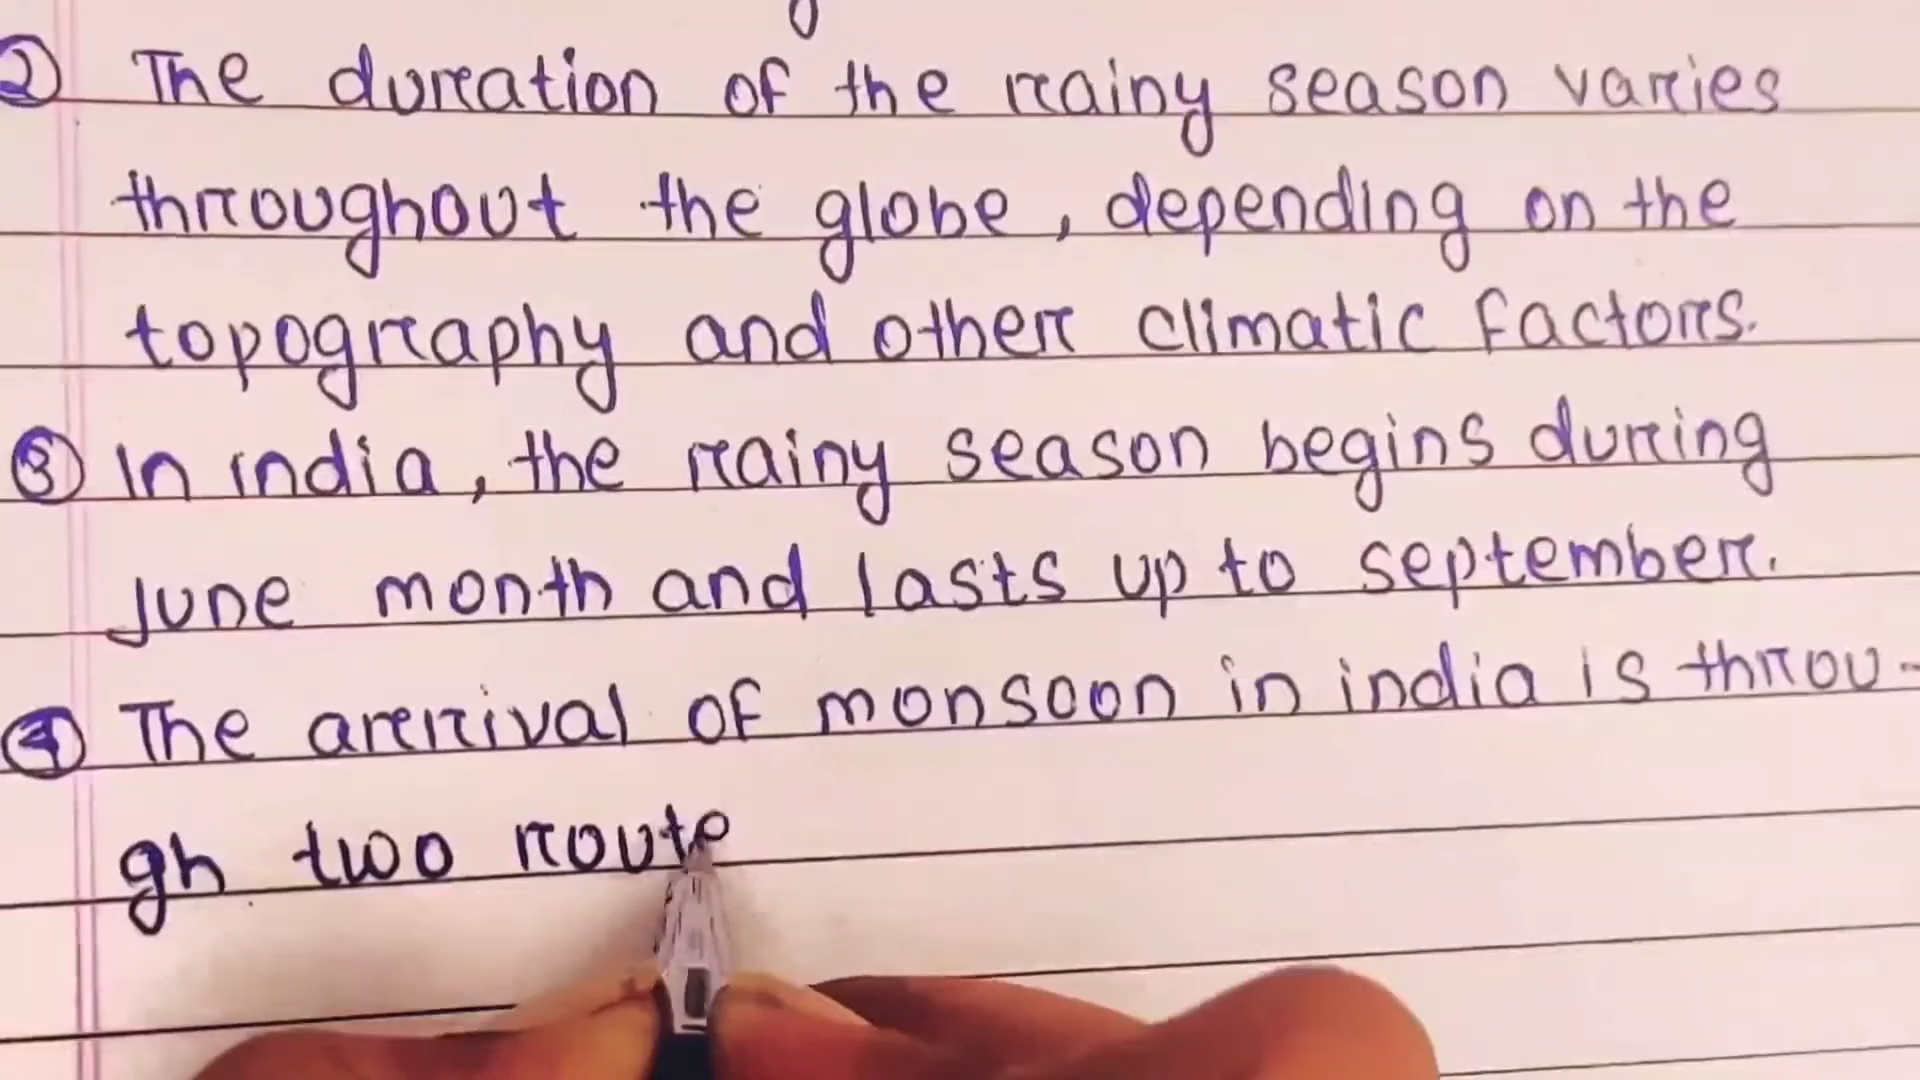 ② The duration of the rainy season varies
throughout the globe, depending on the
topography and other climatic factors.
③ In india, the rainy season begins during
June month and lasts up to september.
④ The arrival of monsoon in india is throu-
gh two route